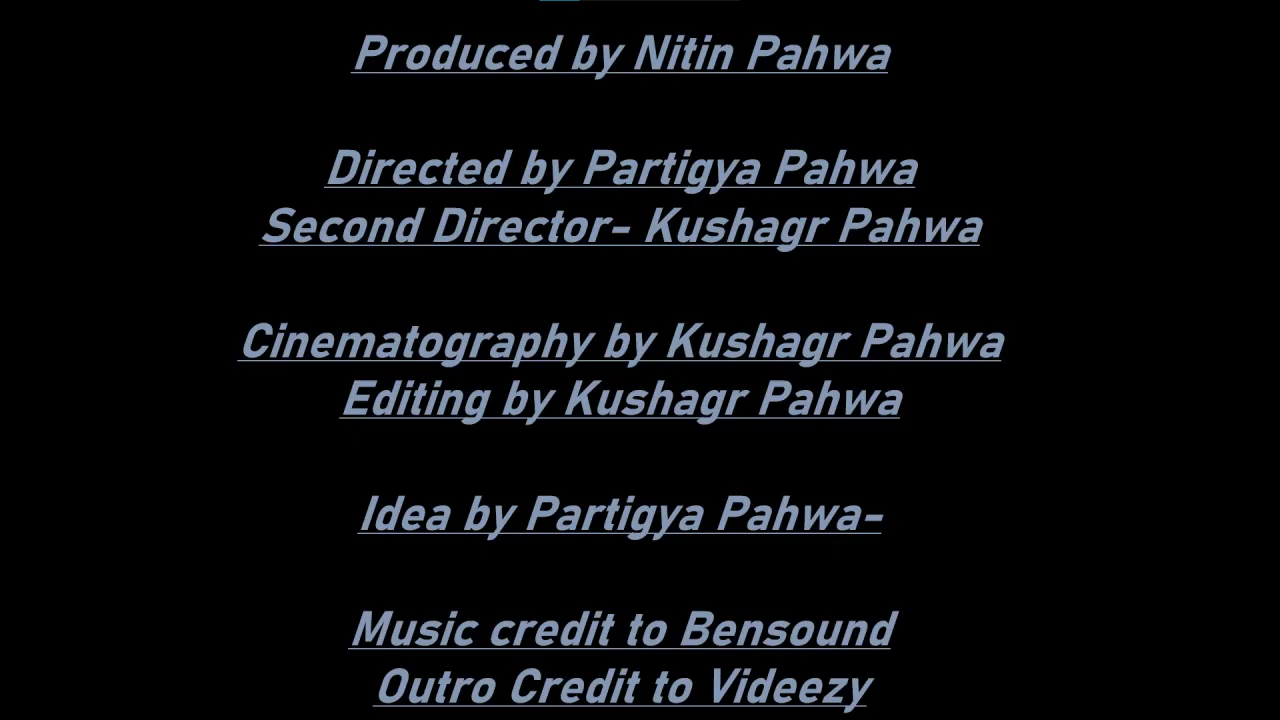 Produced by Nitin Pahwa
Directed by Partigya Pahwa
Second Director- Kushagr Pahwa
Cinematography by Kushagr Pahwa
Editing by Kushagr Pahwa
Idea by Partigya Pahwa-
Music credit to Bensound
Outro Credit to Videezy